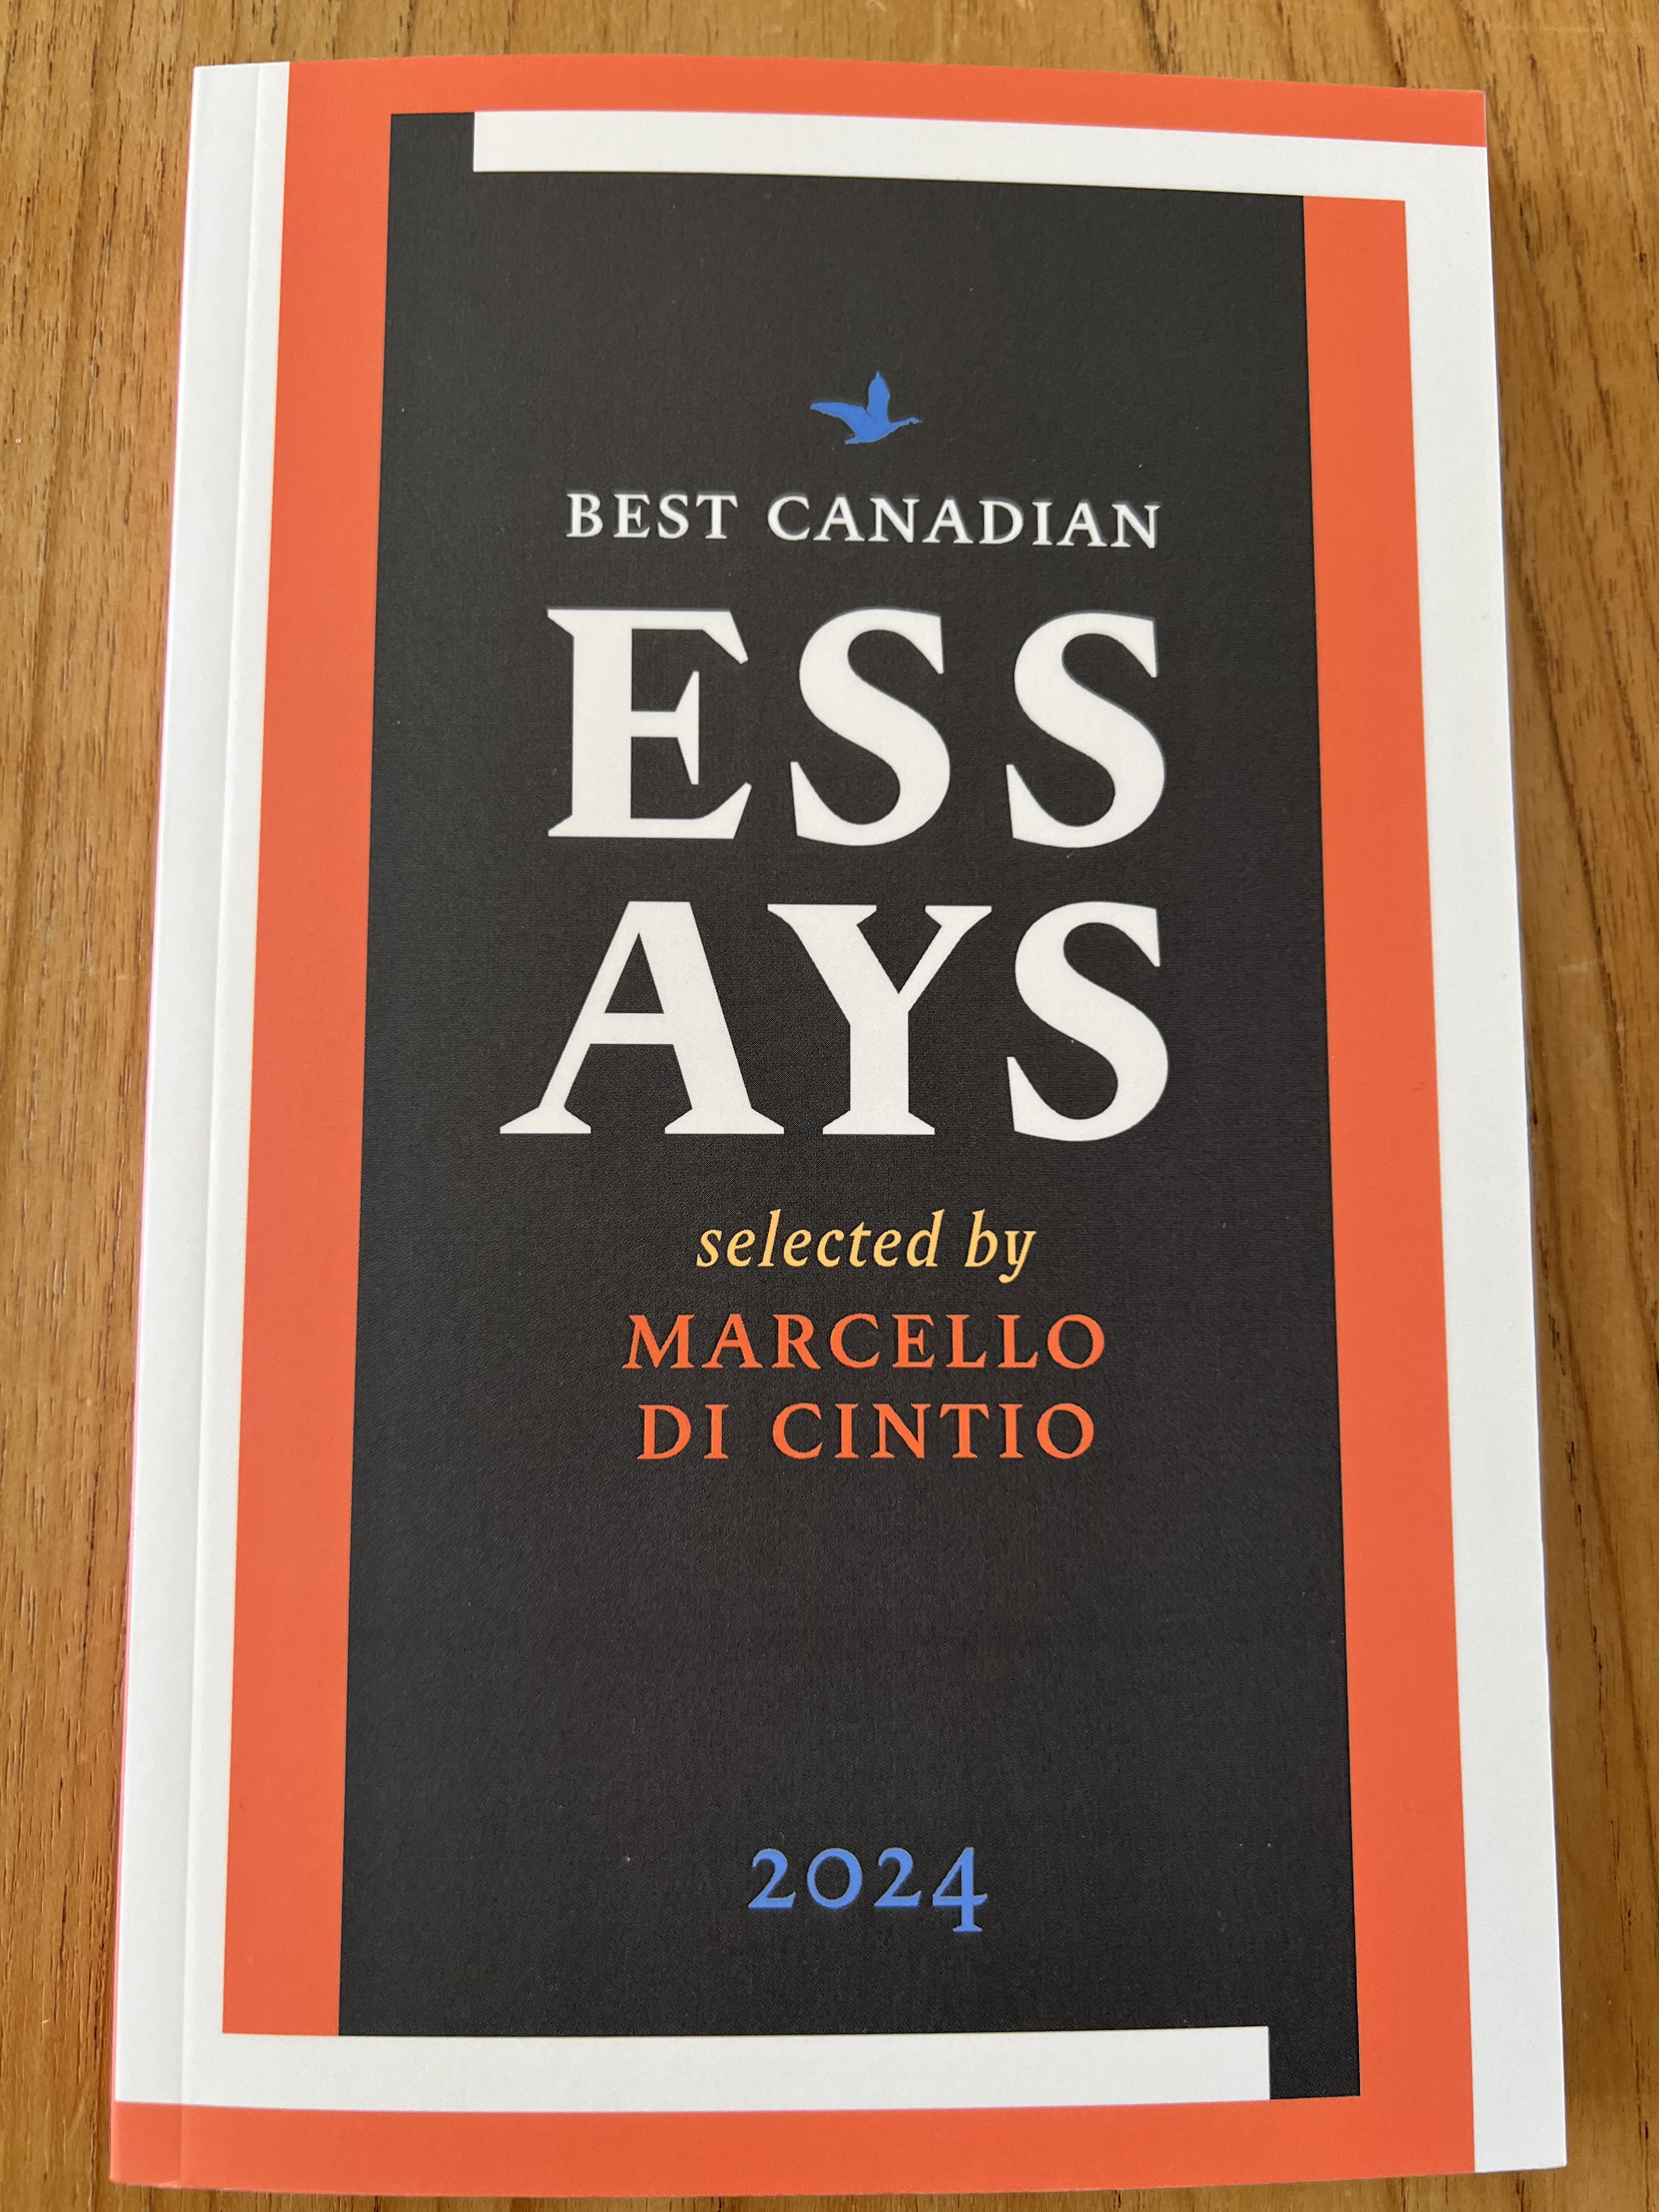 BEST CANADIAN
ESS
AYS
selected by
MARCELLO
DI CINTIO
2024